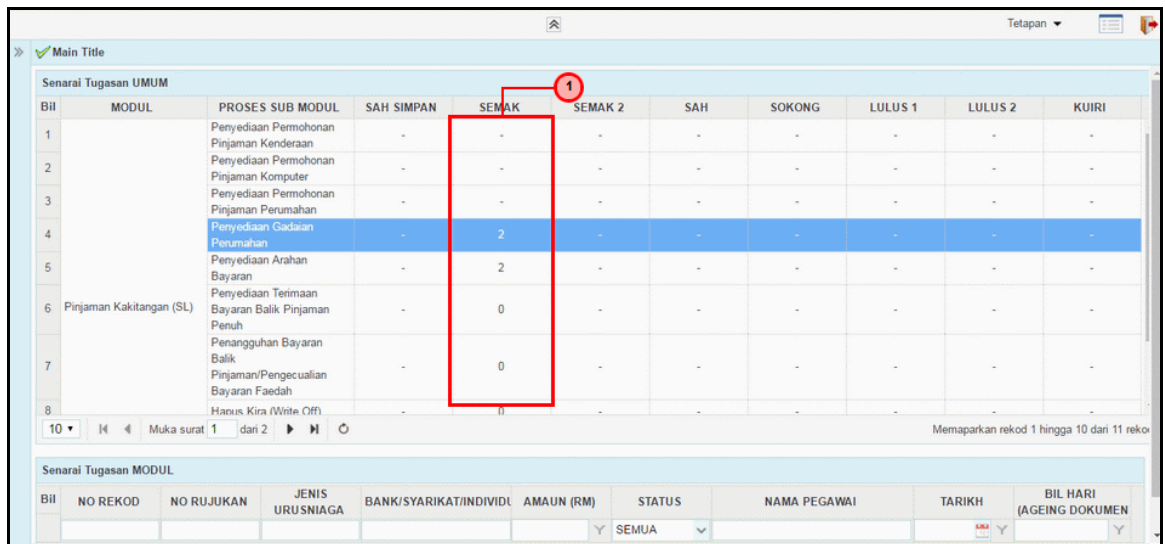 Tetapan
Main Title
Senarai Tugasan UMUM
1
Bil MODUL PROSES SUB MODUL SAH SIMPAN SEMAK SEMAK 2 SAH SOKONG LULUS 1 LULUS 2 KUIRI
1 Penyediaan Permohonan - - - - - - - -
Pinjaman Kenderaan
2 Penyediaan Permohonan - - - - - - - -
Pinjaman Komputer
3 Penyediaan Permohonan - - - - - - - -
Pinjaman Perumahan
4 Penyediaan Gadaian - 2 - - - - - -
Perumahan
5 Penyediaan Arahan - 2 - - - - - -
Bayaran
Penyediaan Terimaan
6 Pinjaman Kakitangan (SL) Bayaran Balik Pinjaman - 0 - - - - - -
Penuh
Penangguhan Bayaran
Balik
7 Pinjaman/Pengecualian - 0 - - - - - -
Bayaran Faedah
8 Hapus Kira (Write Off) - 0 - - - - - -
10 Muka surat 1 dari 2 Memaparkan rekod 1 hingga 10 dari 11 reko
Senarai Tugasan MODUL
Bil NO REKOD NO RUJUKAN JENIS URUSNIAGA BANK/SYARIKAT/INDIVIDU AMAUN (RM) STATUS NAMA PEGAWAI TARIKH BIL HARI (AGEING DOKUMEN
SEMUA